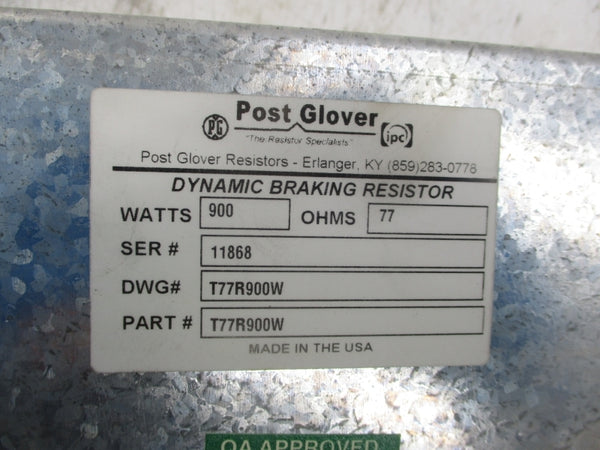 PG Post Glover ipc
"The Resistor Specialists"
Post Glover Resistors - Erlanger, KY (859)283-0778
DYNAMIC BRAKING RESISTOR
WATTS 900 OHMS 77
SER # 11868
DWG# T77R900W
PART # T77R900W
MADE IN THE USA
QA APPROVED